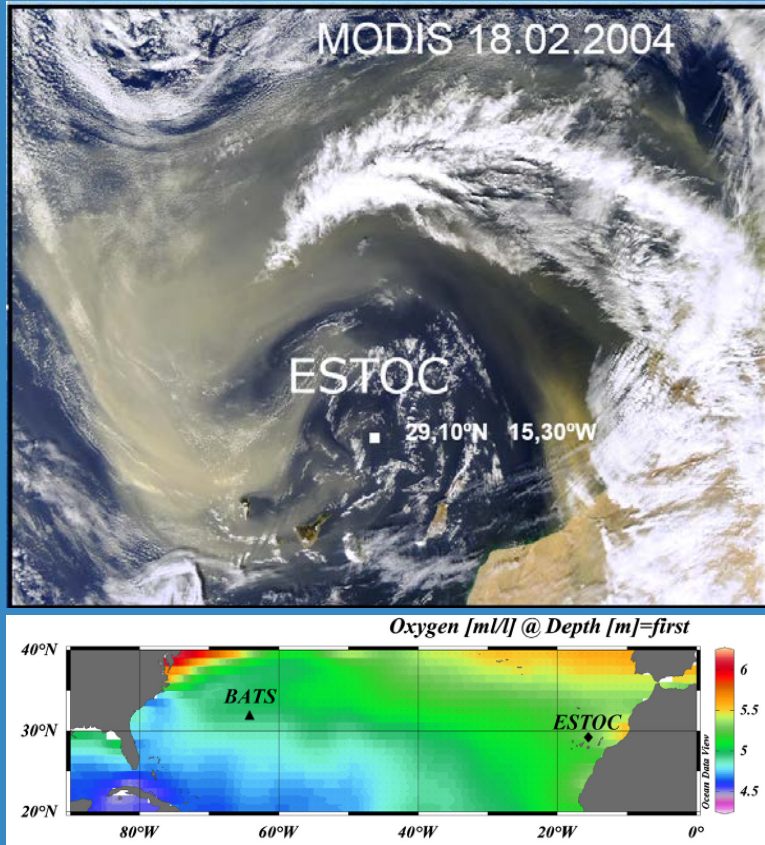 MODIS 18.02.2004
ESTOC
29,10ºN 15,30ºW
Oxygen [ml/l] @ Depth [m]=first
40°N
30°N
20°N
BATS
ESTOC
6
5.5
5
4.5
Ocean Data View
80°W 60°W 40°W 20°W 0°